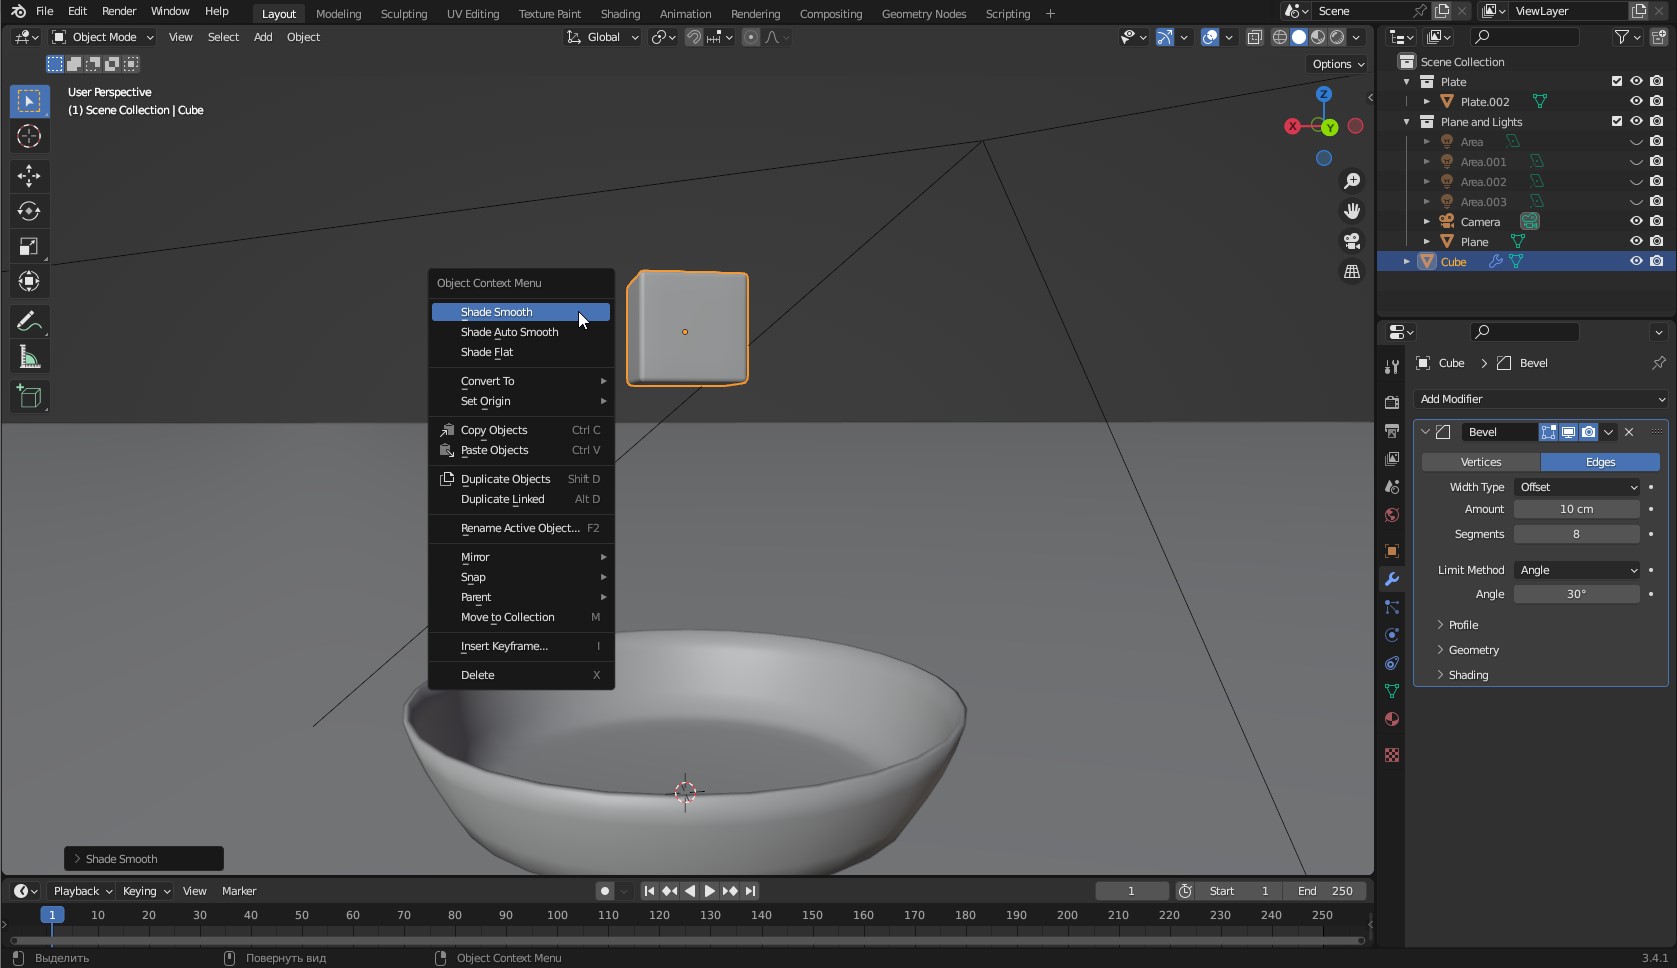 File Edit Render Window Help Layout Modeling Sculpting UV Editing Texture Paint Shading Animation Rendering Compositing Geometry Nodes Scripting + Scene ViewLayer
Object Mode View Select Add Object Global
Options
User Perspective
(1) Scene Collection | Cube
Z
X
Y
Object Context Menu
Shade Smooth
Shade Auto Smooth
Shade Flat
Convert To
Set Origin
Copy Objects Ctrl C
Paste Objects Ctrl V
Duplicate Objects Shift D
Duplicate Linked Alt D
Rename Active Object... F2
Mirror
Snap
Parent
Move to Collection M
Insert Keyframe... I
Delete X
Shade Smooth
Scene Collection
Plate
Plate.002
Plane and Lights
Area
Area.001
Area.002
Area.003
Camera
Plane
Cube
Cube > Bevel
Add Modifier
Bevel
Vertices Edges
Width Type Offset
Amount 10 cm
Segments 8
Limit Method Angle
Angle 30°
Profile
Geometry
Shading
Playback Keying View Marker 1 Start 1 End 250
1 10 20 30 40 50 60 70 80 90 100 110 120 130 140 150 160 170 180 190 200 210 220 230 240 250
Выделить Повернуть вид Object Context Menu 3.4.1